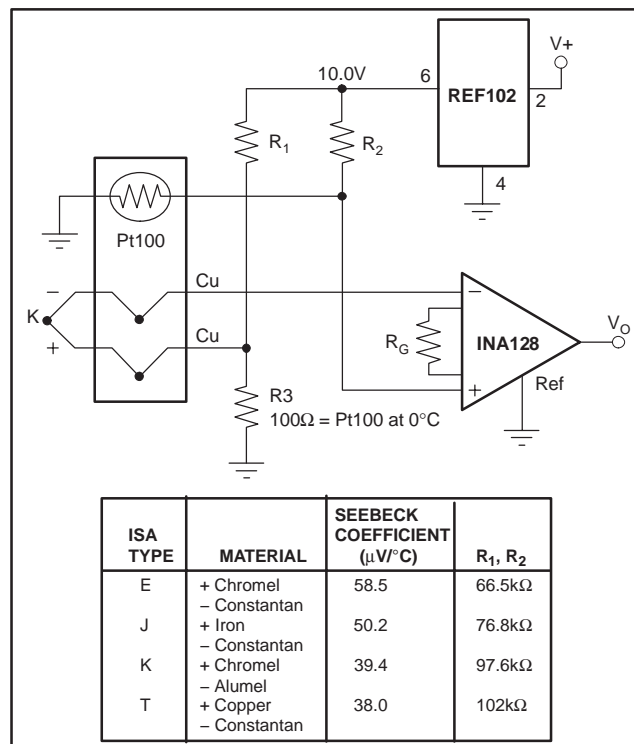 V+
10.0V
6
REF102
2
R1
R2
4
Pt100
Cu
−
K
Cu
+
−
RG
INA128
VO
+
Ref
R3
100Ω = Pt100 at 0°C
ISA TYPE MATERIAL SEEBECK COEFFICIENT (μV/°C) R1, R2
E + Chromel 58.5 66.5kΩ
− Constantan
J + Iron 50.2 76.8kΩ
− Constantan
K + Chromel 39.4 97.6kΩ
− Alumel
T + Copper 38.0 102kΩ
− Constantan